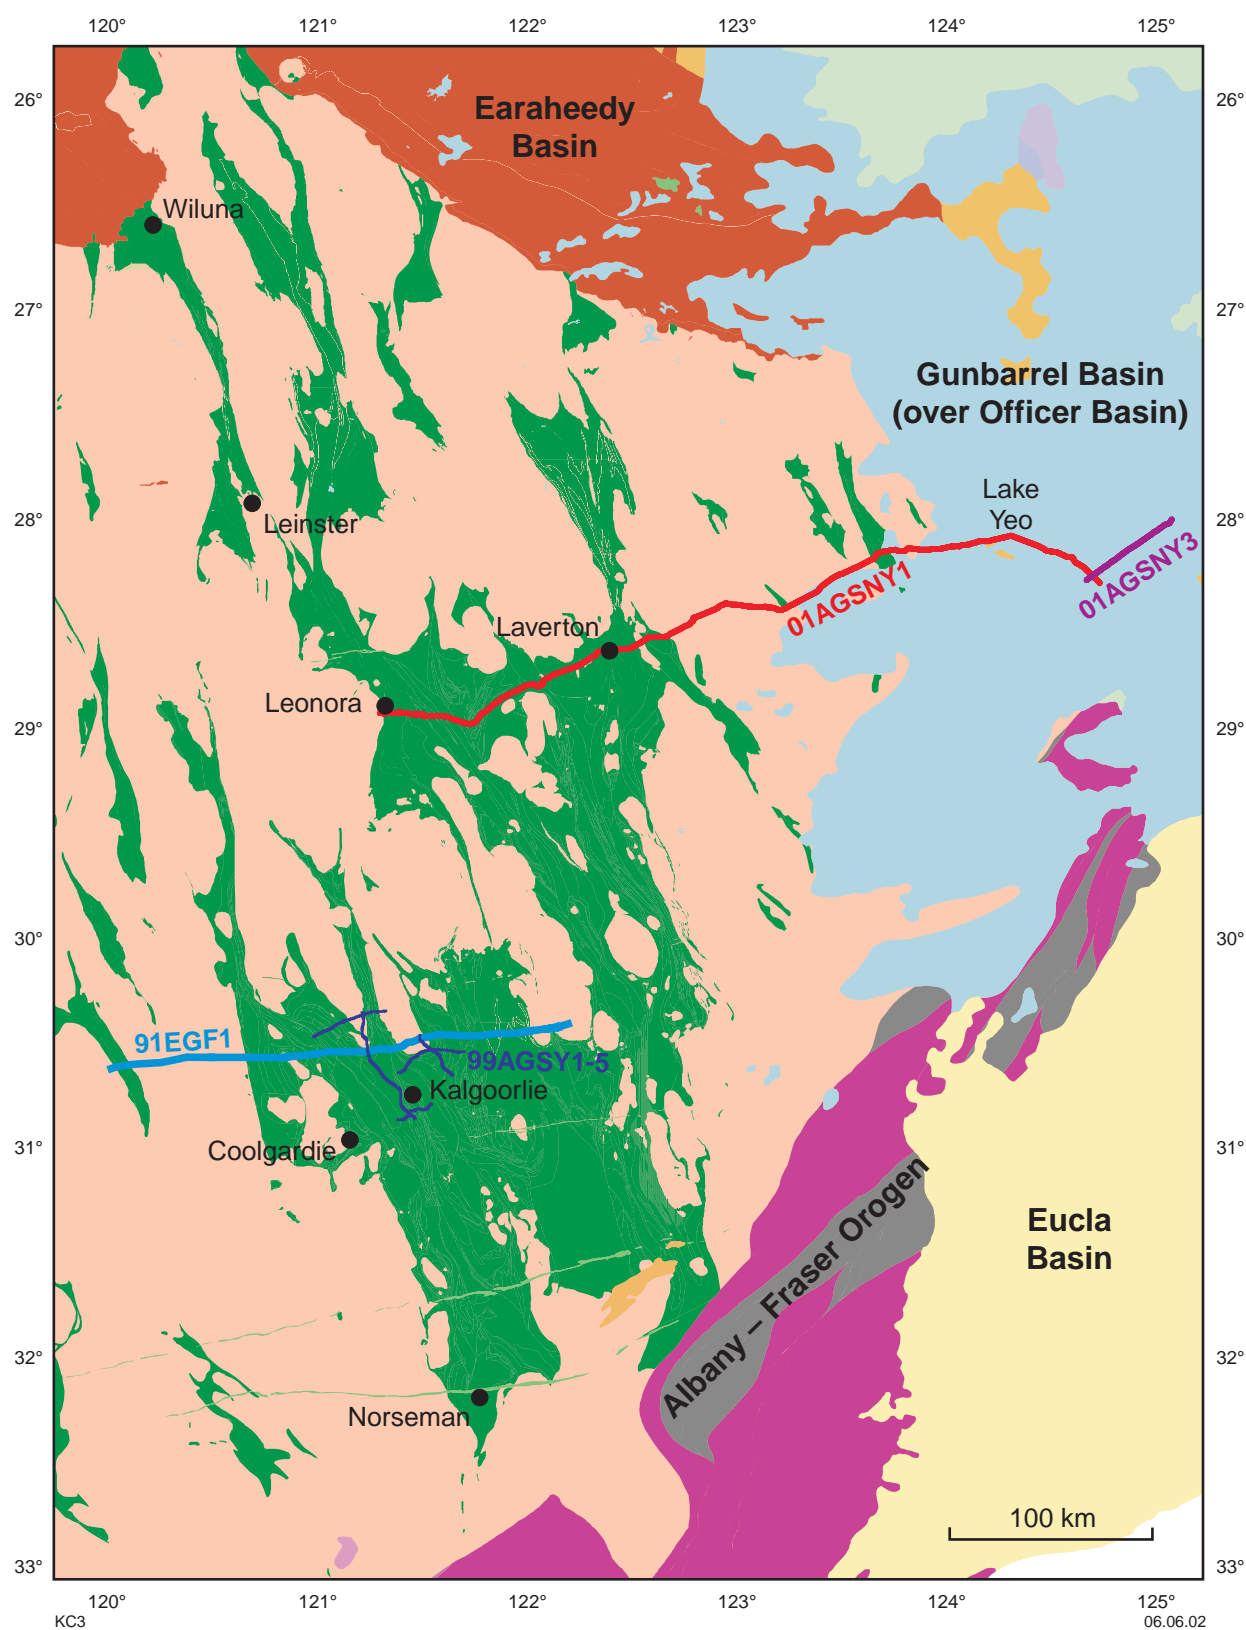 120° 121° 122° 123° 124° 125°
26° 26°
Earaheedy
Basin
Wiluna
27° 27°
Gunbarrel Basin
(over Officer Basin)
Lake
Yeo
28° 28°
Leinster
01AGSNY1
01AGSNY3
Laverton
Leonora
29° 29°
30° 30°
91EGF1
99AGSY1-5
Kalgoorlie
31° 31°
Coolgardie
Albany – Fraser Orogen
Eucla
Basin
32° 32°
Norseman
100 km
33° 33°
120° 121° 122° 123° 124° 125°
KC3 06.06.02